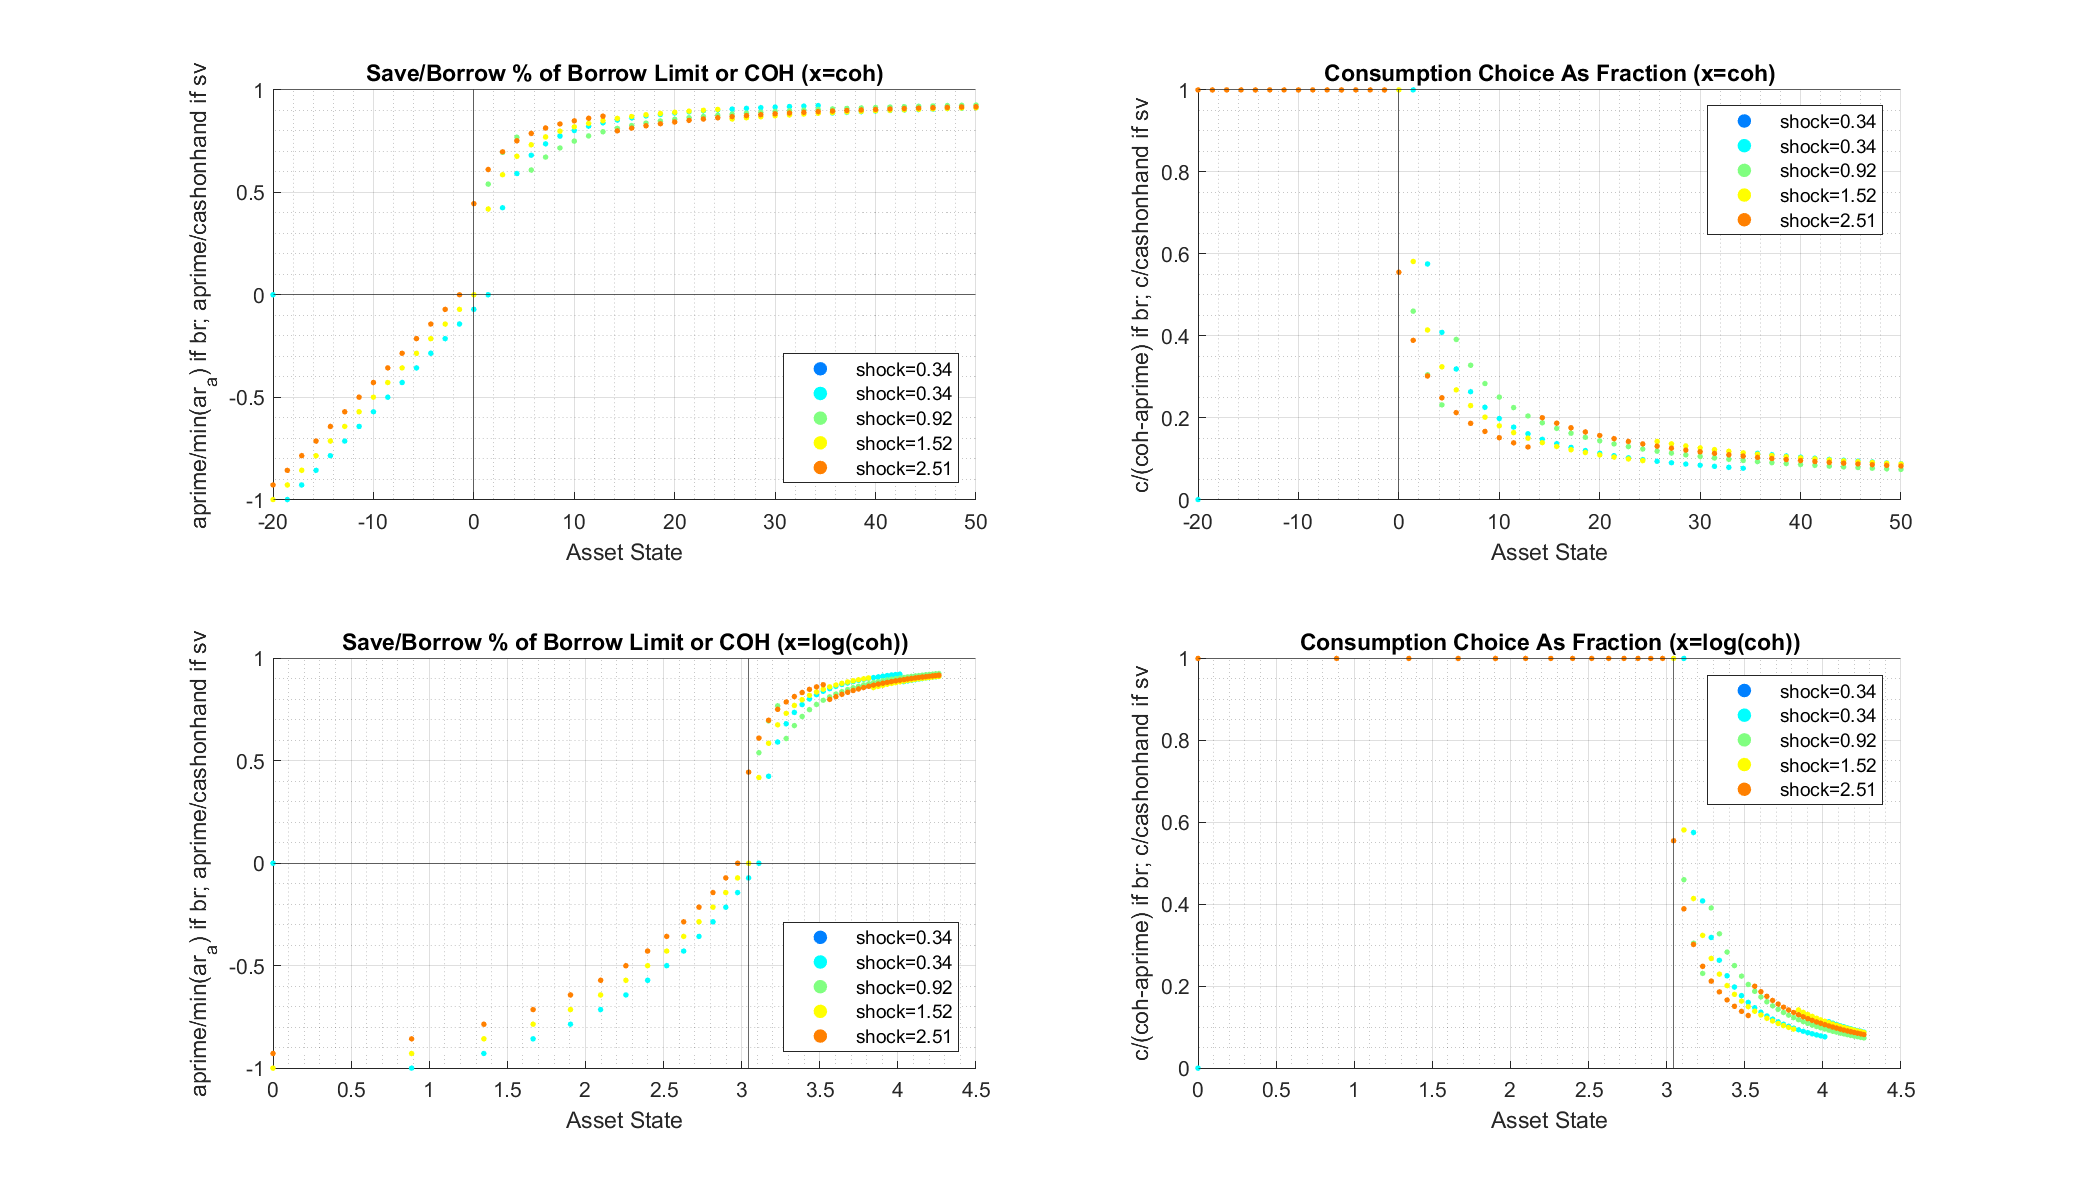 Save/Borrow % of Borrow Limit or COH (x=coh)
aprime/min(ar_a) if br; aprime/cashonhand if sv
1
0.5
0
-0.5
-1
-20 -10 0 10 20 30 40 50
Asset State
shock=0.34
shock=0.34
shock=0.92
shock=1.52
shock=2.51
Consumption Choice As Fraction (x=coh)
c/(coh-aprime) if br; c/cashonhand if sv
1
0.8
0.6
0.4
0.2
0
-20 -10 0 10 20 30 40 50
Asset State
shock=0.34
shock=0.34
shock=0.92
shock=1.52
shock=2.51
Save/Borrow % of Borrow Limit or COH (x=log(coh))
aprime/min(ar_a) if br; aprime/cashonhand if sv
1
0.5
0
-0.5
-1
0 0.5 1 1.5 2 2.5 3 3.5 4 4.5
Asset State
shock=0.34
shock=0.34
shock=0.92
shock=1.52
shock=2.51
Consumption Choice As Fraction (x=log(coh))
c/(coh-aprime) if br; c/cashonhand if sv
1
0.8
0.6
0.4
0.2
0
0 0.5 1 1.5 2 2.5 3 3.5 4 4.5
Asset State
shock=0.34
shock=0.34
shock=0.92
shock=1.52
shock=2.51